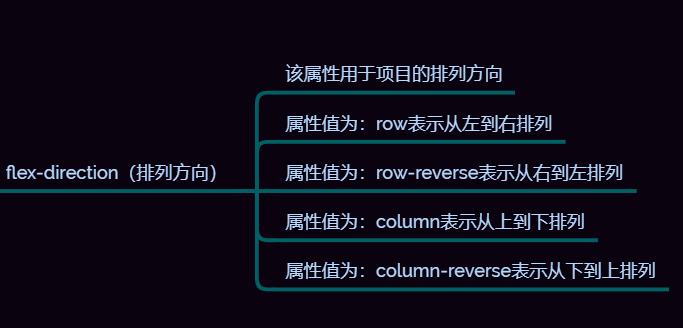 该属性用于项目的排列方向
属性值为：row表示从左到右排列
flex-direction（排列方向）
属性值为：row-reverse表示从右到左排列
属性值为：column表示从上到下排列
属性值为：column-reverse表示从下到上排列